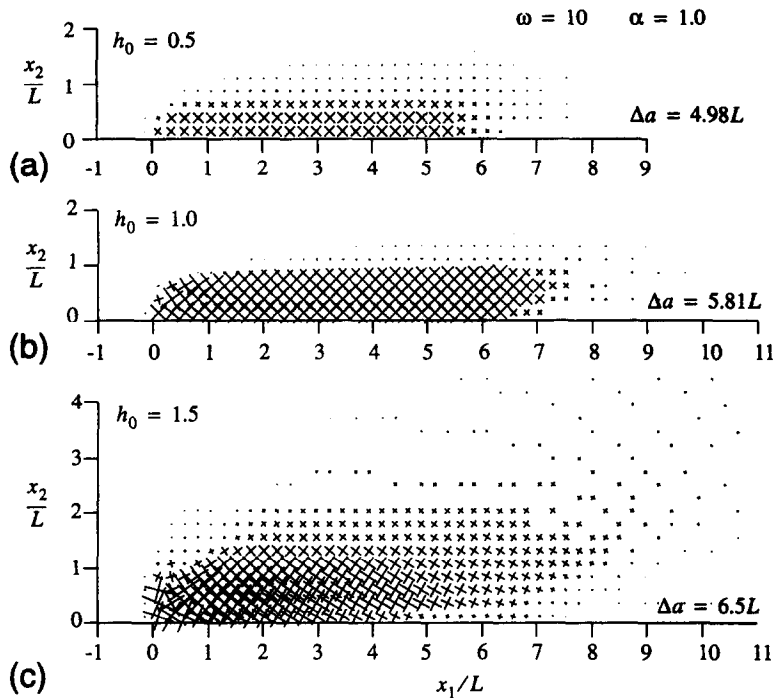 ω = 10 α = 1.0
2
h₀ = 0.5
x₂/L
1
Δa = 4.98L
0
(a)
-1 0 1 2 3 4 5 6 7 8 9
2
h₀ = 1.0
x₂/L
1
Δa = 5.81L
0
(b)
-1 0 1 2 3 4 5 6 7 8 9 10 11
4
h₀ = 1.5
3
x₂/L
2
1
Δa = 6.5L
0
-1 0 1 2 3 4 5 6 7 8 9 10 11
(c)
x₁/L